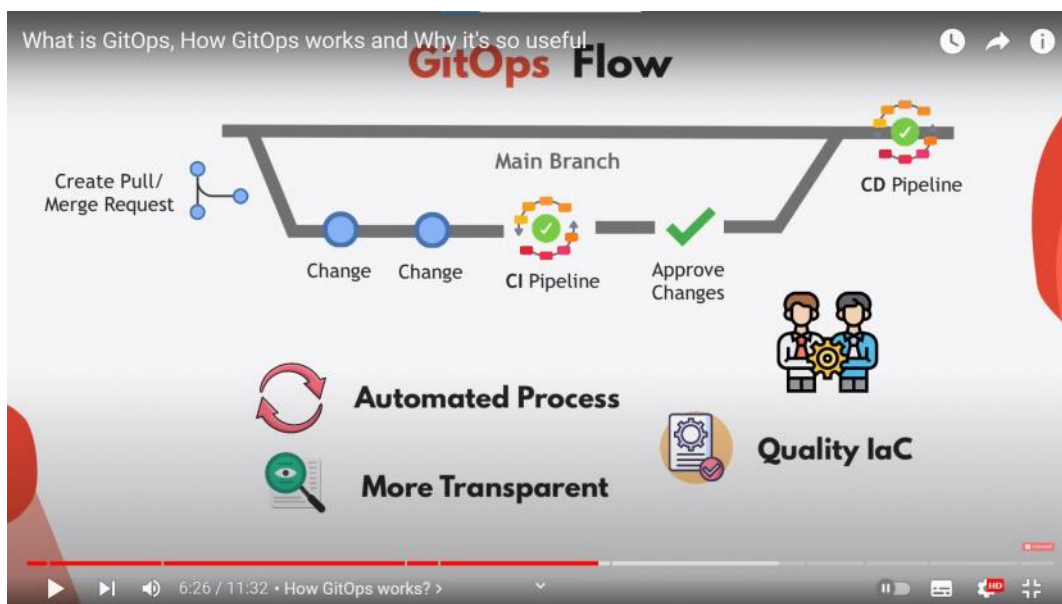 What is GitOps, How GitOps works and Why it's so useful
GitOps Flow
Main Branch
Create Pull/
Merge Request
CD Pipeline
Change
Change
CI Pipeline
Approve
Changes
Automated Process
Quality IaC
More Transparent
6:26 / 11:32 • How GitOps works? >
HD